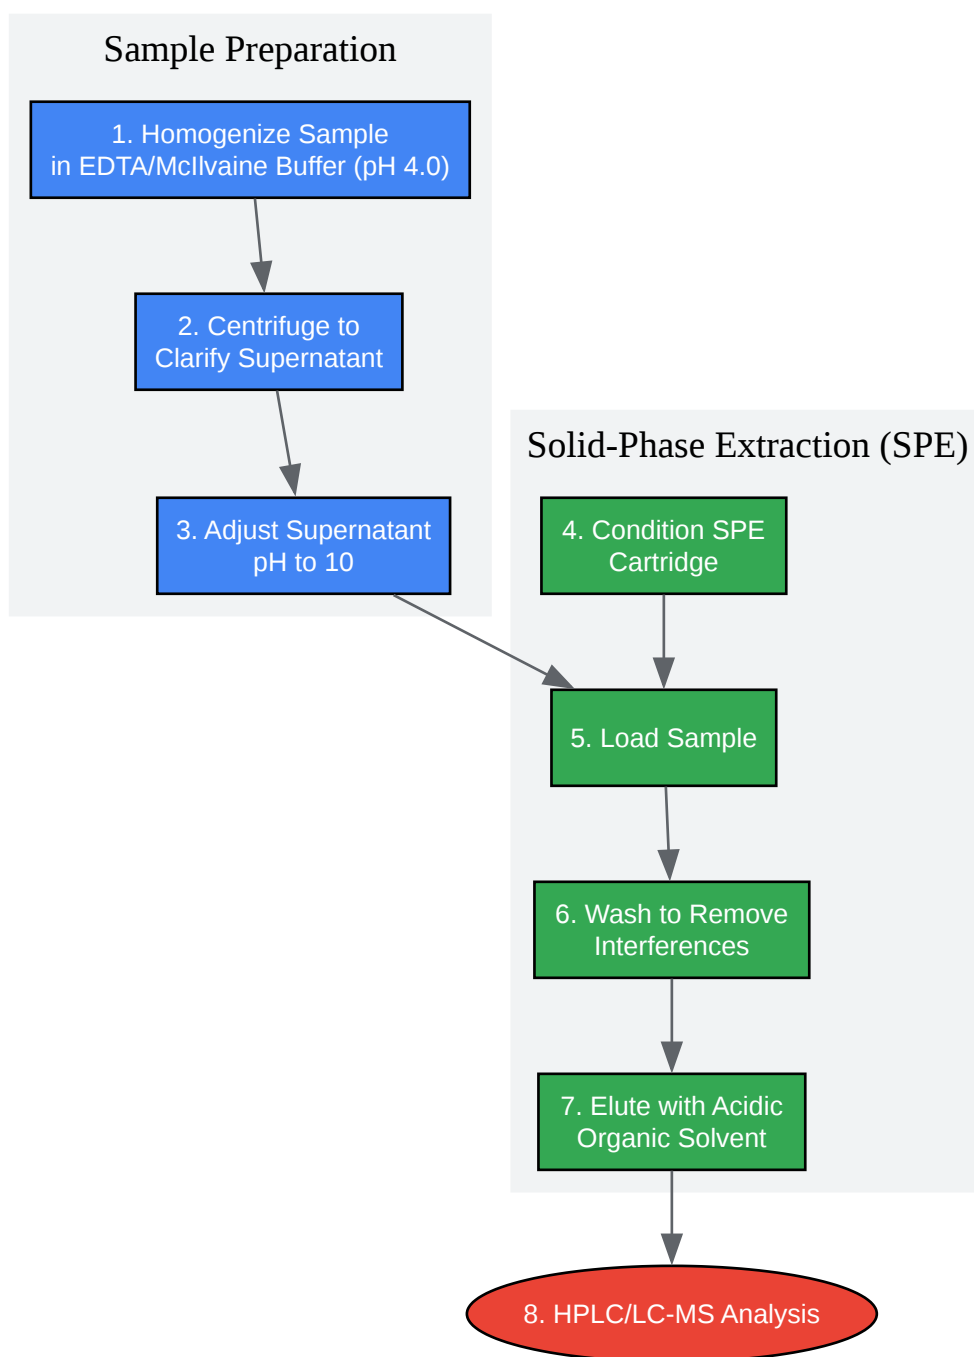 Sample Preparation
1. Homogenize Sample
in EDTA/McIlvaine Buffer (pH 4.0)
2. Centrifuge to
Clarify Supernatant
3. Adjust Supernatant
pH to 10
Solid-Phase Extraction (SPE)
4. Condition SPE
Cartridge
5. Load Sample
6. Wash to Remove
Interferences
7. Elute with Acidic
Organic Solvent
8. HPLC/LC-MS Analysis